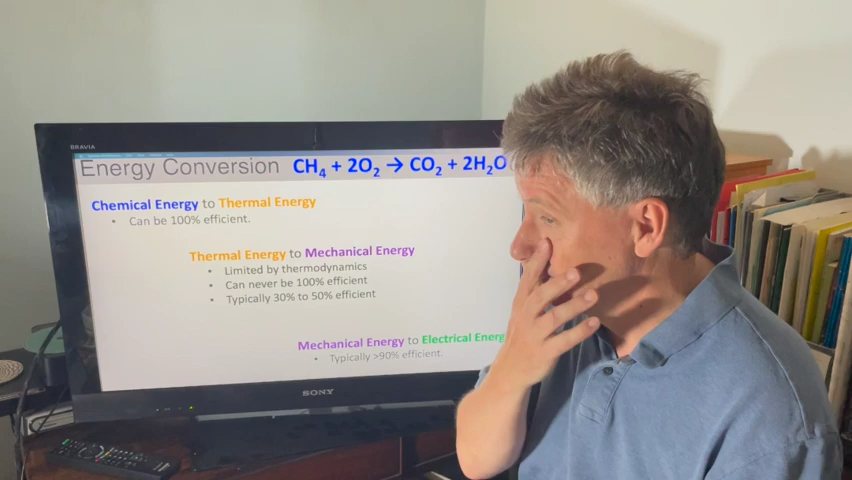 BRAVIA
Energy Conversion CH₄ + 2O₂ → CO₂ + 2H₂O
Chemical Energy to Thermal Energy
• Can be 100% efficient.
Thermal Energy to Mechanical Energy
• Limited by thermodynamics
• Can never be 100% efficient
• Typically 30% to 50% efficient
Mechanical Energy to Electrical Energ
• Typically >90% efficient.
SONY